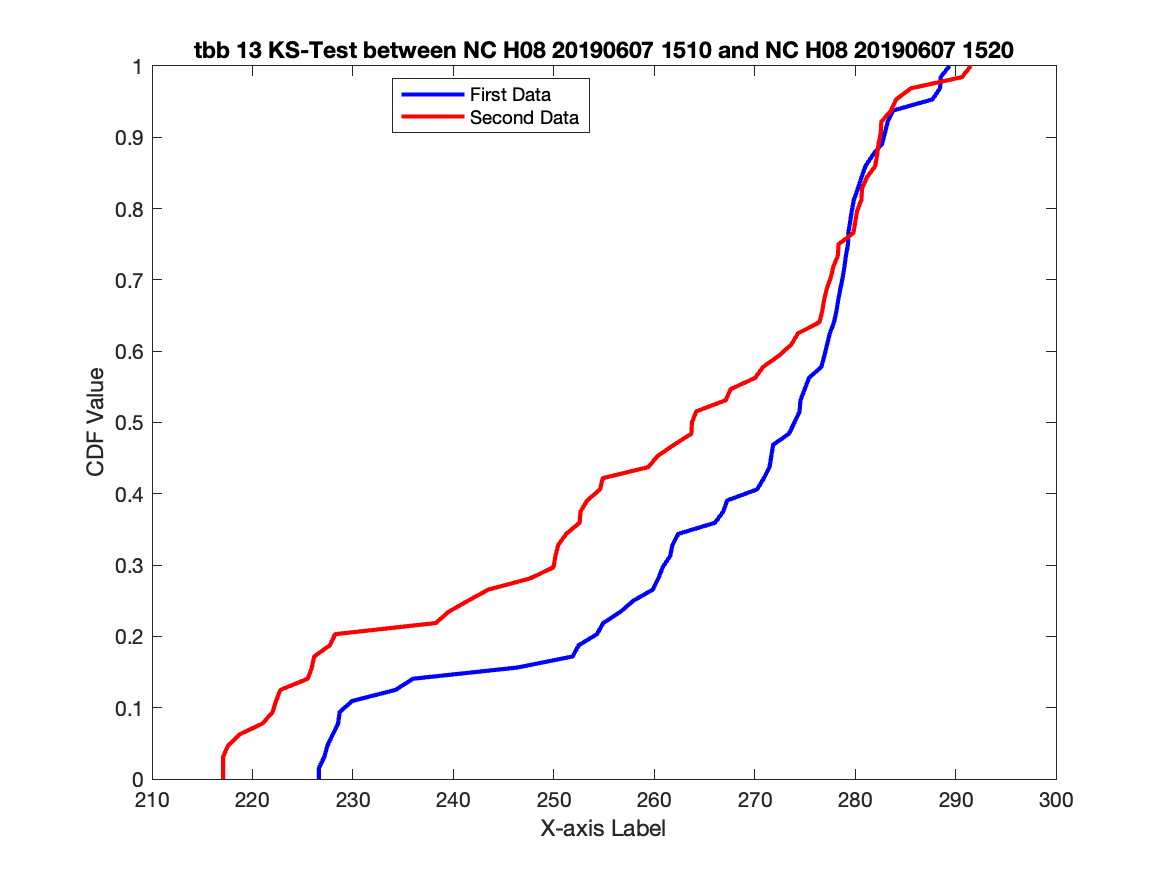 tbb 13 KS-Test between NC H08 20190607 1510 and NC H08 20190607 1520
First Data
Second Data
1
0.9
0.8
0.7
0.6
0.5
0.4
0.3
0.2
0.1
0
CDF Value
210 220 230 240 250 260 270 280 290 300
X-axis Label